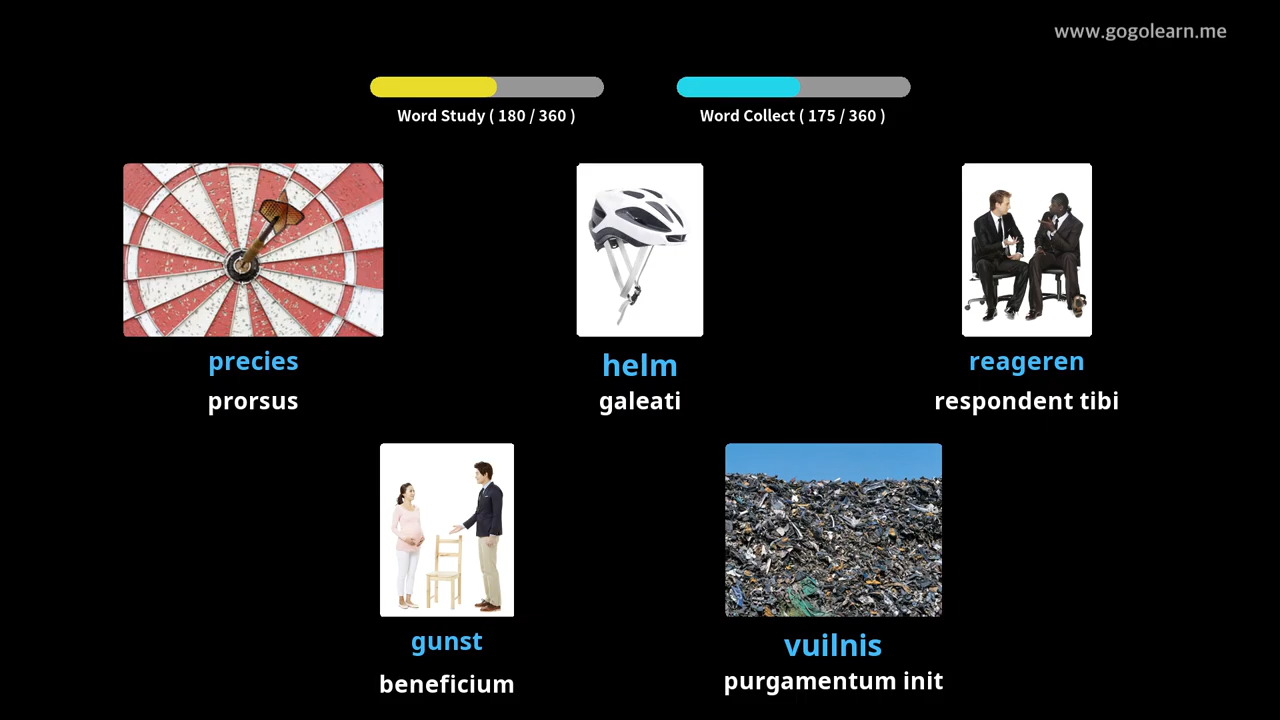 www.gogolearn.me
Word Study ( 180 / 360 )
Word Collect ( 175 / 360 )
precies
prorsus
helm
galeati
reageren
respondent tibi
gunst
beneficium
vuilnis
purgamentum init